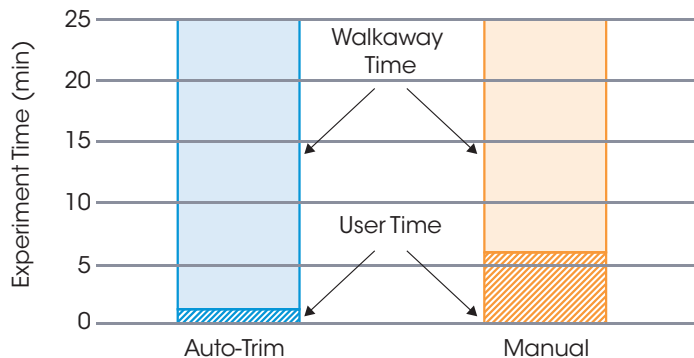 Experiment Time (min)
25
20
15
10
5
0
Walkaway
Time
User Time
Auto-Trim
Manual